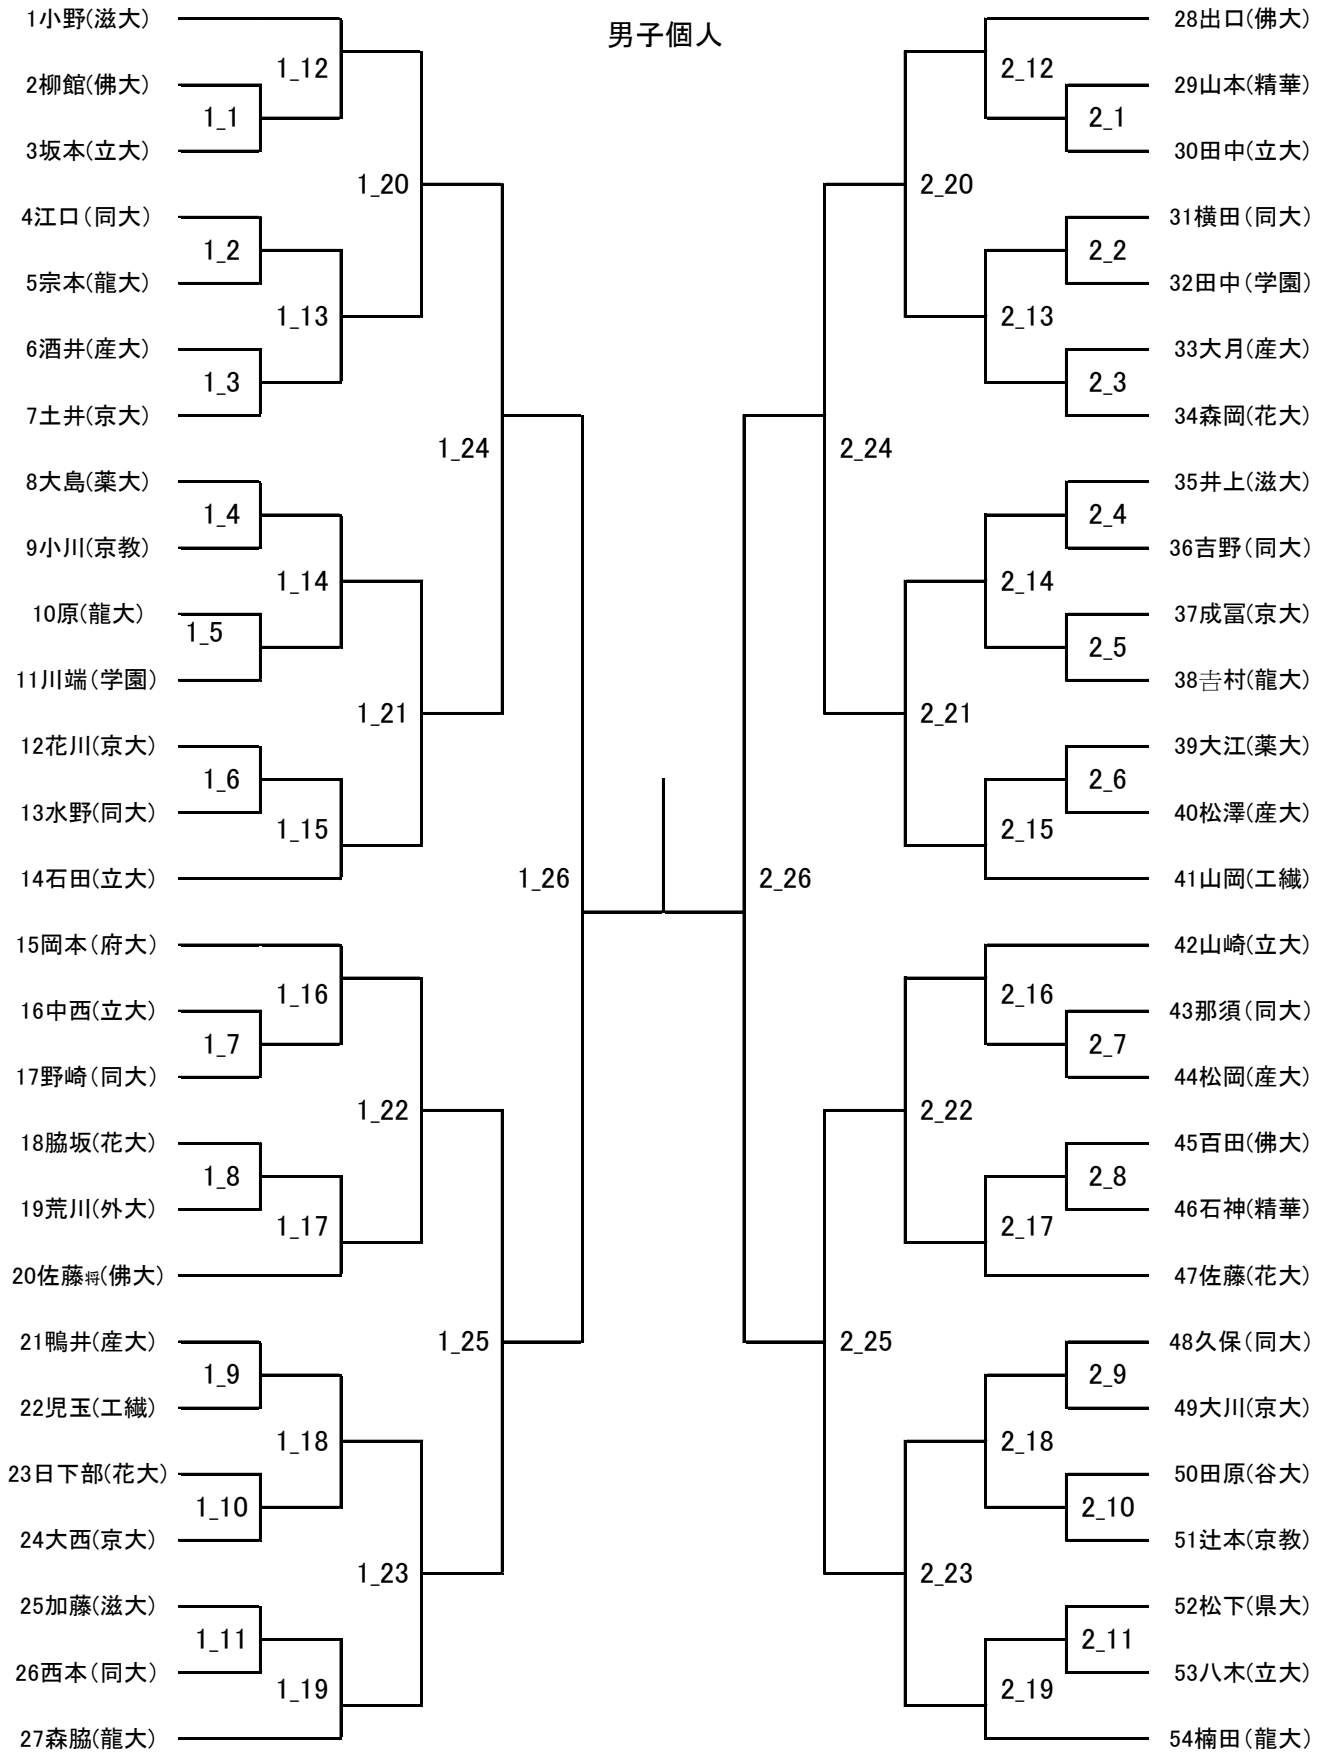 男子個人
1小野(滋大)
1_12
2柳館(佛大)
1_1
3坂本(立大)
1_20
4江口(同大)
1_2
5宗本(龍大)
1_13
6酒井(産大)
1_3
7土井(京大)
1_24
8大島(薬大)
1_4
9小川(京教)
1_14
10原(龍大)
1_5
11川端(学園)
1_21
12花川(京大)
1_6
13水野(同大)
1_15
14石田(立大)
1_26
15岡本(府大)
1_16
16中西(立大)
1_7
17野崎(同大)
1_22
18脇坂(花大)
1_8
19荒川(外大)
1_17
20佐藤将(佛大)
21鴨井(産大)
1_25
1_9
22児玉(工繊)
1_18
23日下部(花大)
1_10
24大西(京大)
1_23
25加藤(滋大)
1_11
26西本(同大)
1_19
27森脇(龍大)
28出口(佛大)
2_12
29山本(精華)
2_1
30田中(立大)
2_20
31横田(同大)
2_2
32田中(学園)
2_13
33大月(産大)
2_3
34森岡(花大)
2_24
35井上(滋大)
2_4
36吉野(同大)
2_14
37成冨(京大)
2_5
38𠮷村(龍大)
2_21
39大江(薬大)
2_6
40松澤(産大)
2_15
41山岡(工繊)
2_26
42山崎(立大)
2_16
43那須(同大)
2_7
44松岡(産大)
2_22
45百田(佛大)
2_8
46石神(精華)
2_17
47佐藤(花大)
48久保(同大)
2_25
2_9
49大川(京大)
2_18
50田原(谷大)
2_10
51辻本(京教)
2_23
52松下(県大)
2_11
53八木(立大)
2_19
54楠田(龍大)